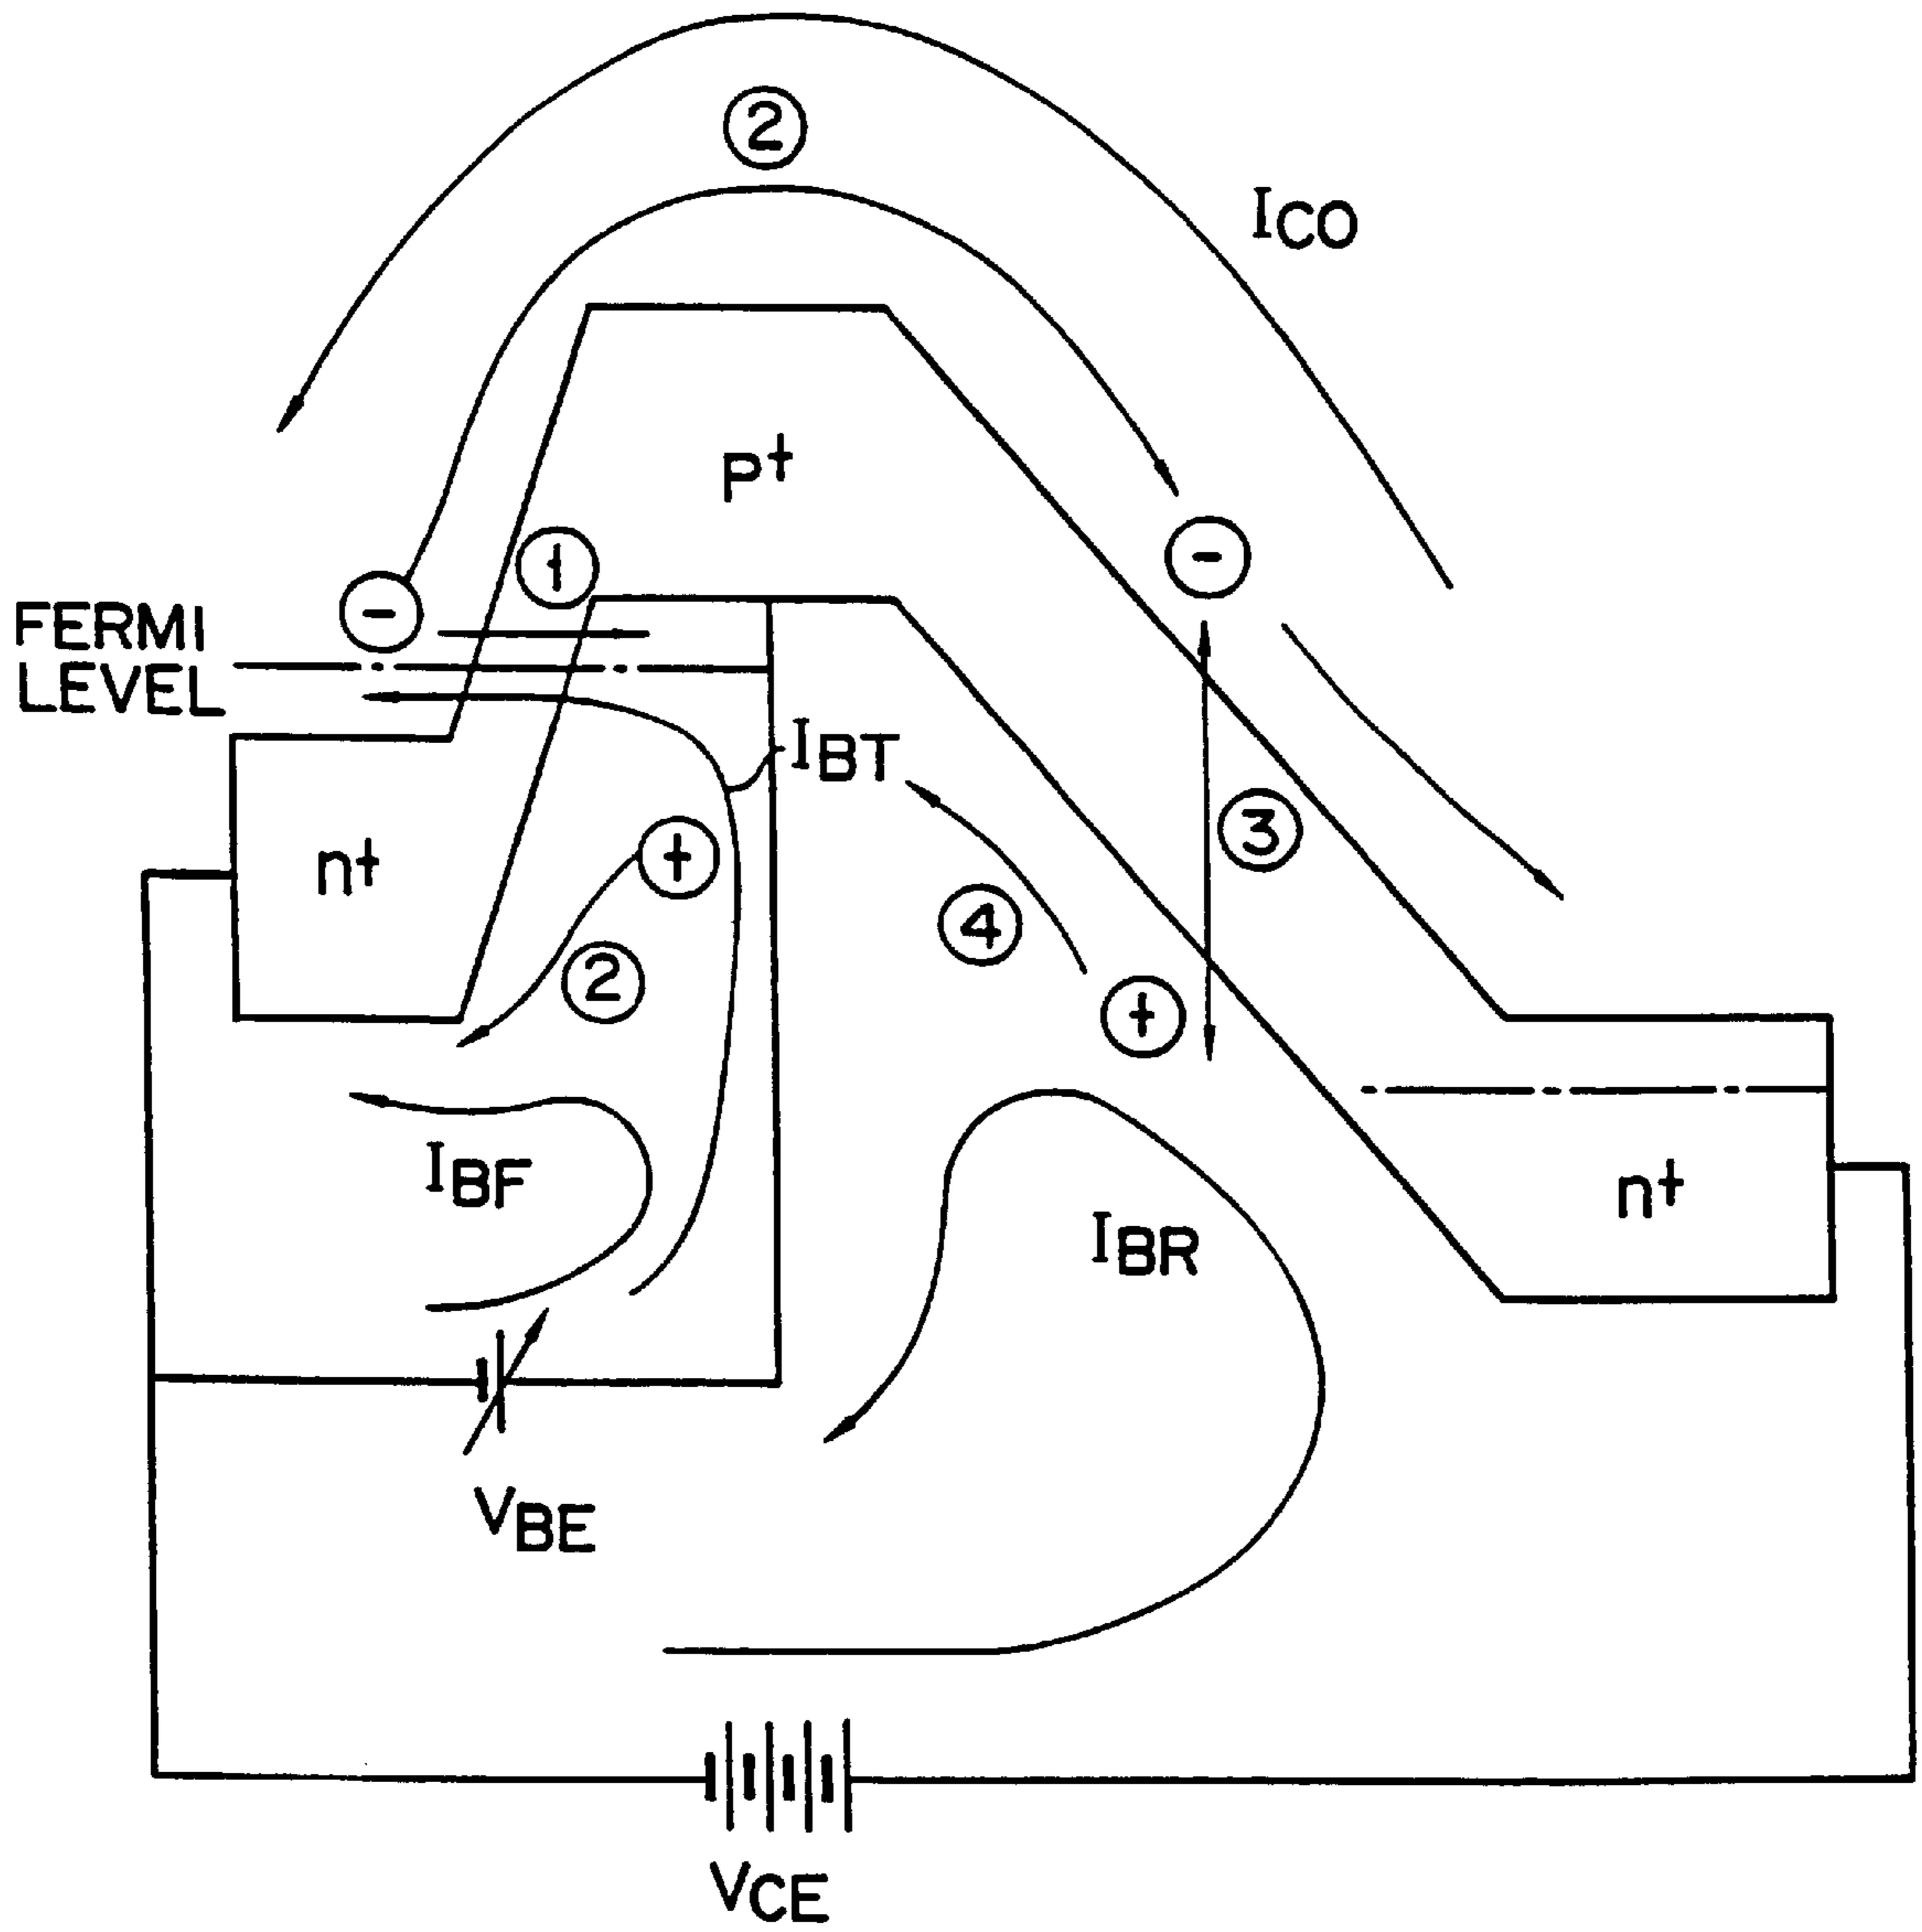 ②
ICO
P+
①
-
-
FERMI
LEVEL
IBT
n+
+
③
④
②
+
IBF
n+
IBR
VBE
VCE